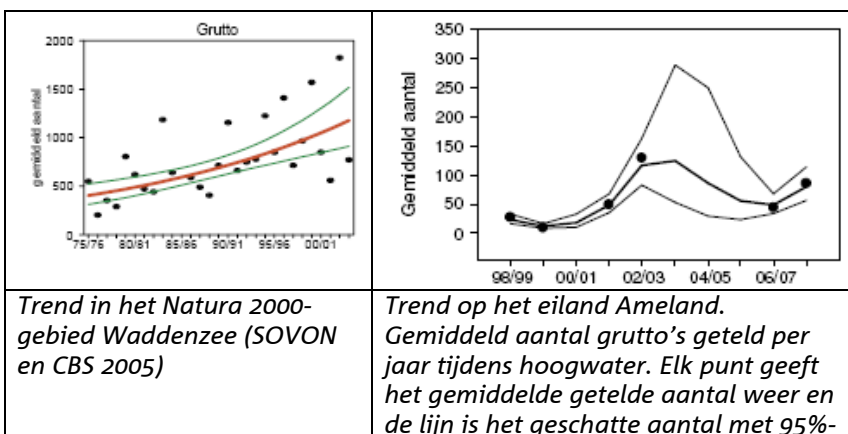 Grutto
gemiddeld aantal
2000
1500
1000
500
0
75/76 80/81 85/86 90/91 95/96 00/01
Gemiddeld aantal
350
300
250
200
150
100
50
0
98/99 00/01 02/03 04/05 06/07
Trend in het Natura 2000-
gebied Waddenzee (SOVON
en CBS 2005)
Trend op het eiland Ameland.
Gemiddeld aantal grutto's geteld per
jaar tijdens hoogwater. Elk punt geeft
het gemiddelde getelde aantal weer en
de lijn is het geschatte aantal met 95%-